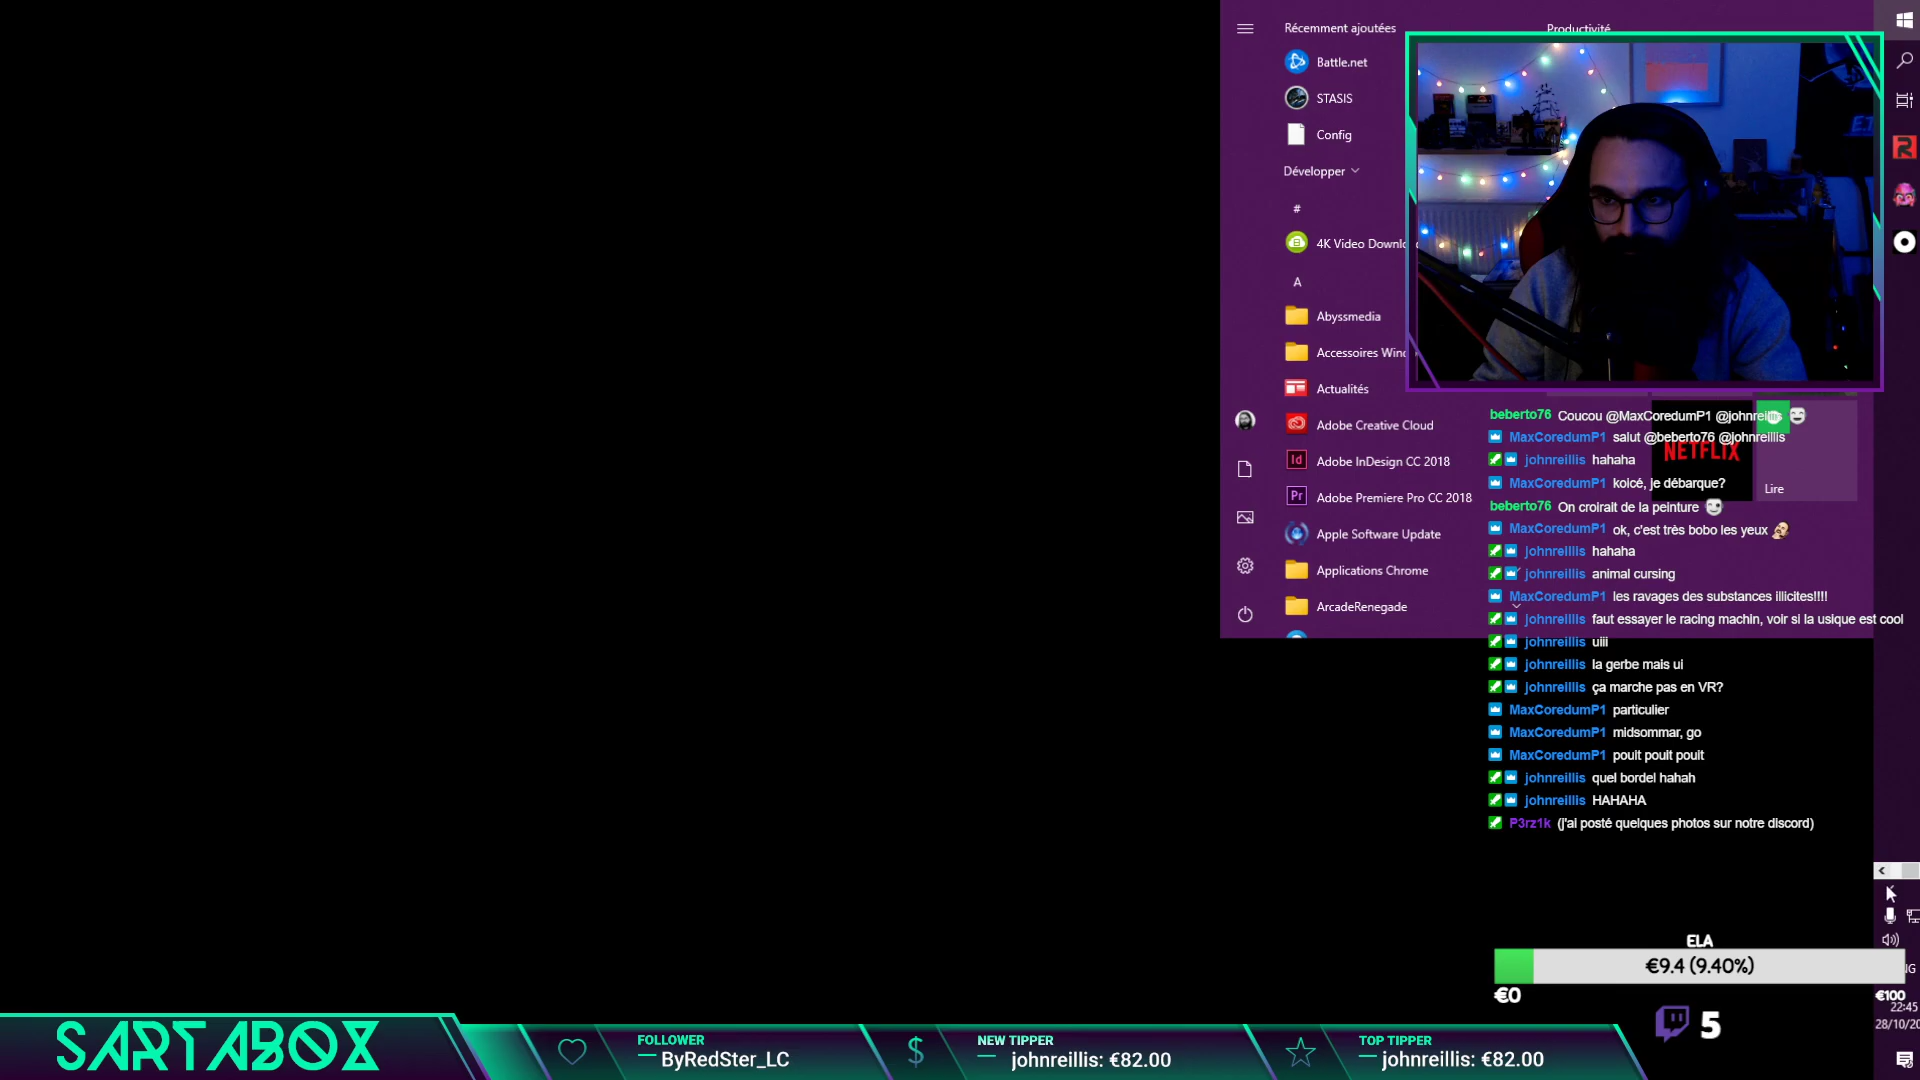 Récemment ajoutées
Productivité
Battle.net
STASIS
Config
Développer
#
4K Video Downlo
A
Abyssmedia
Accessoires Wind
Actualités
Adobe Creative Cloud
Adobe InDesign CC 2018
Adobe Premiere Pro CC 2018
Apple Software Update
Applications Chrome
ArcadeRenegade
Id
Pr
E.T
NETFLIX
Lire
beberto76 Coucou @MaxCoredumP1 @johnreillis
MaxCoredumP1 salut @beberto76 @johnreillis
johnreillis hahaha
MaxCoredumP1 koicé, je débarque?
beberto76 On croirait de la peinture
MaxCoredumP1 ok, c'est très bobo les yeux
johnreillis hahaha
johnreillis animal cursing
MaxCoredumP1 les ravages des substances illicites!!!!
johnreillis faut essayer le racing machin, voir si la usique est cool
johnreillis uiii
johnreillis la gerbe mais ui
johnreillis ça marche pas en VR?
MaxCoredumP1 particulier
MaxCoredumP1 midsommar, go
MaxCoredumP1 pouit pouit pouit
johnreillis quel bordel hahah
johnreillis HAHAHA
P3rz1k (j'ai posté quelques photos sur notre discord)
ELA
€9.4 (9.40%)
€0
€100
NG
22:45
28/10/20
5
SARTABOX
FOLLOWER
ByRedSter_LC
NEW TIPPER
johnreillis: €82.00
TOP TIPPER
johnreillis: €82.00